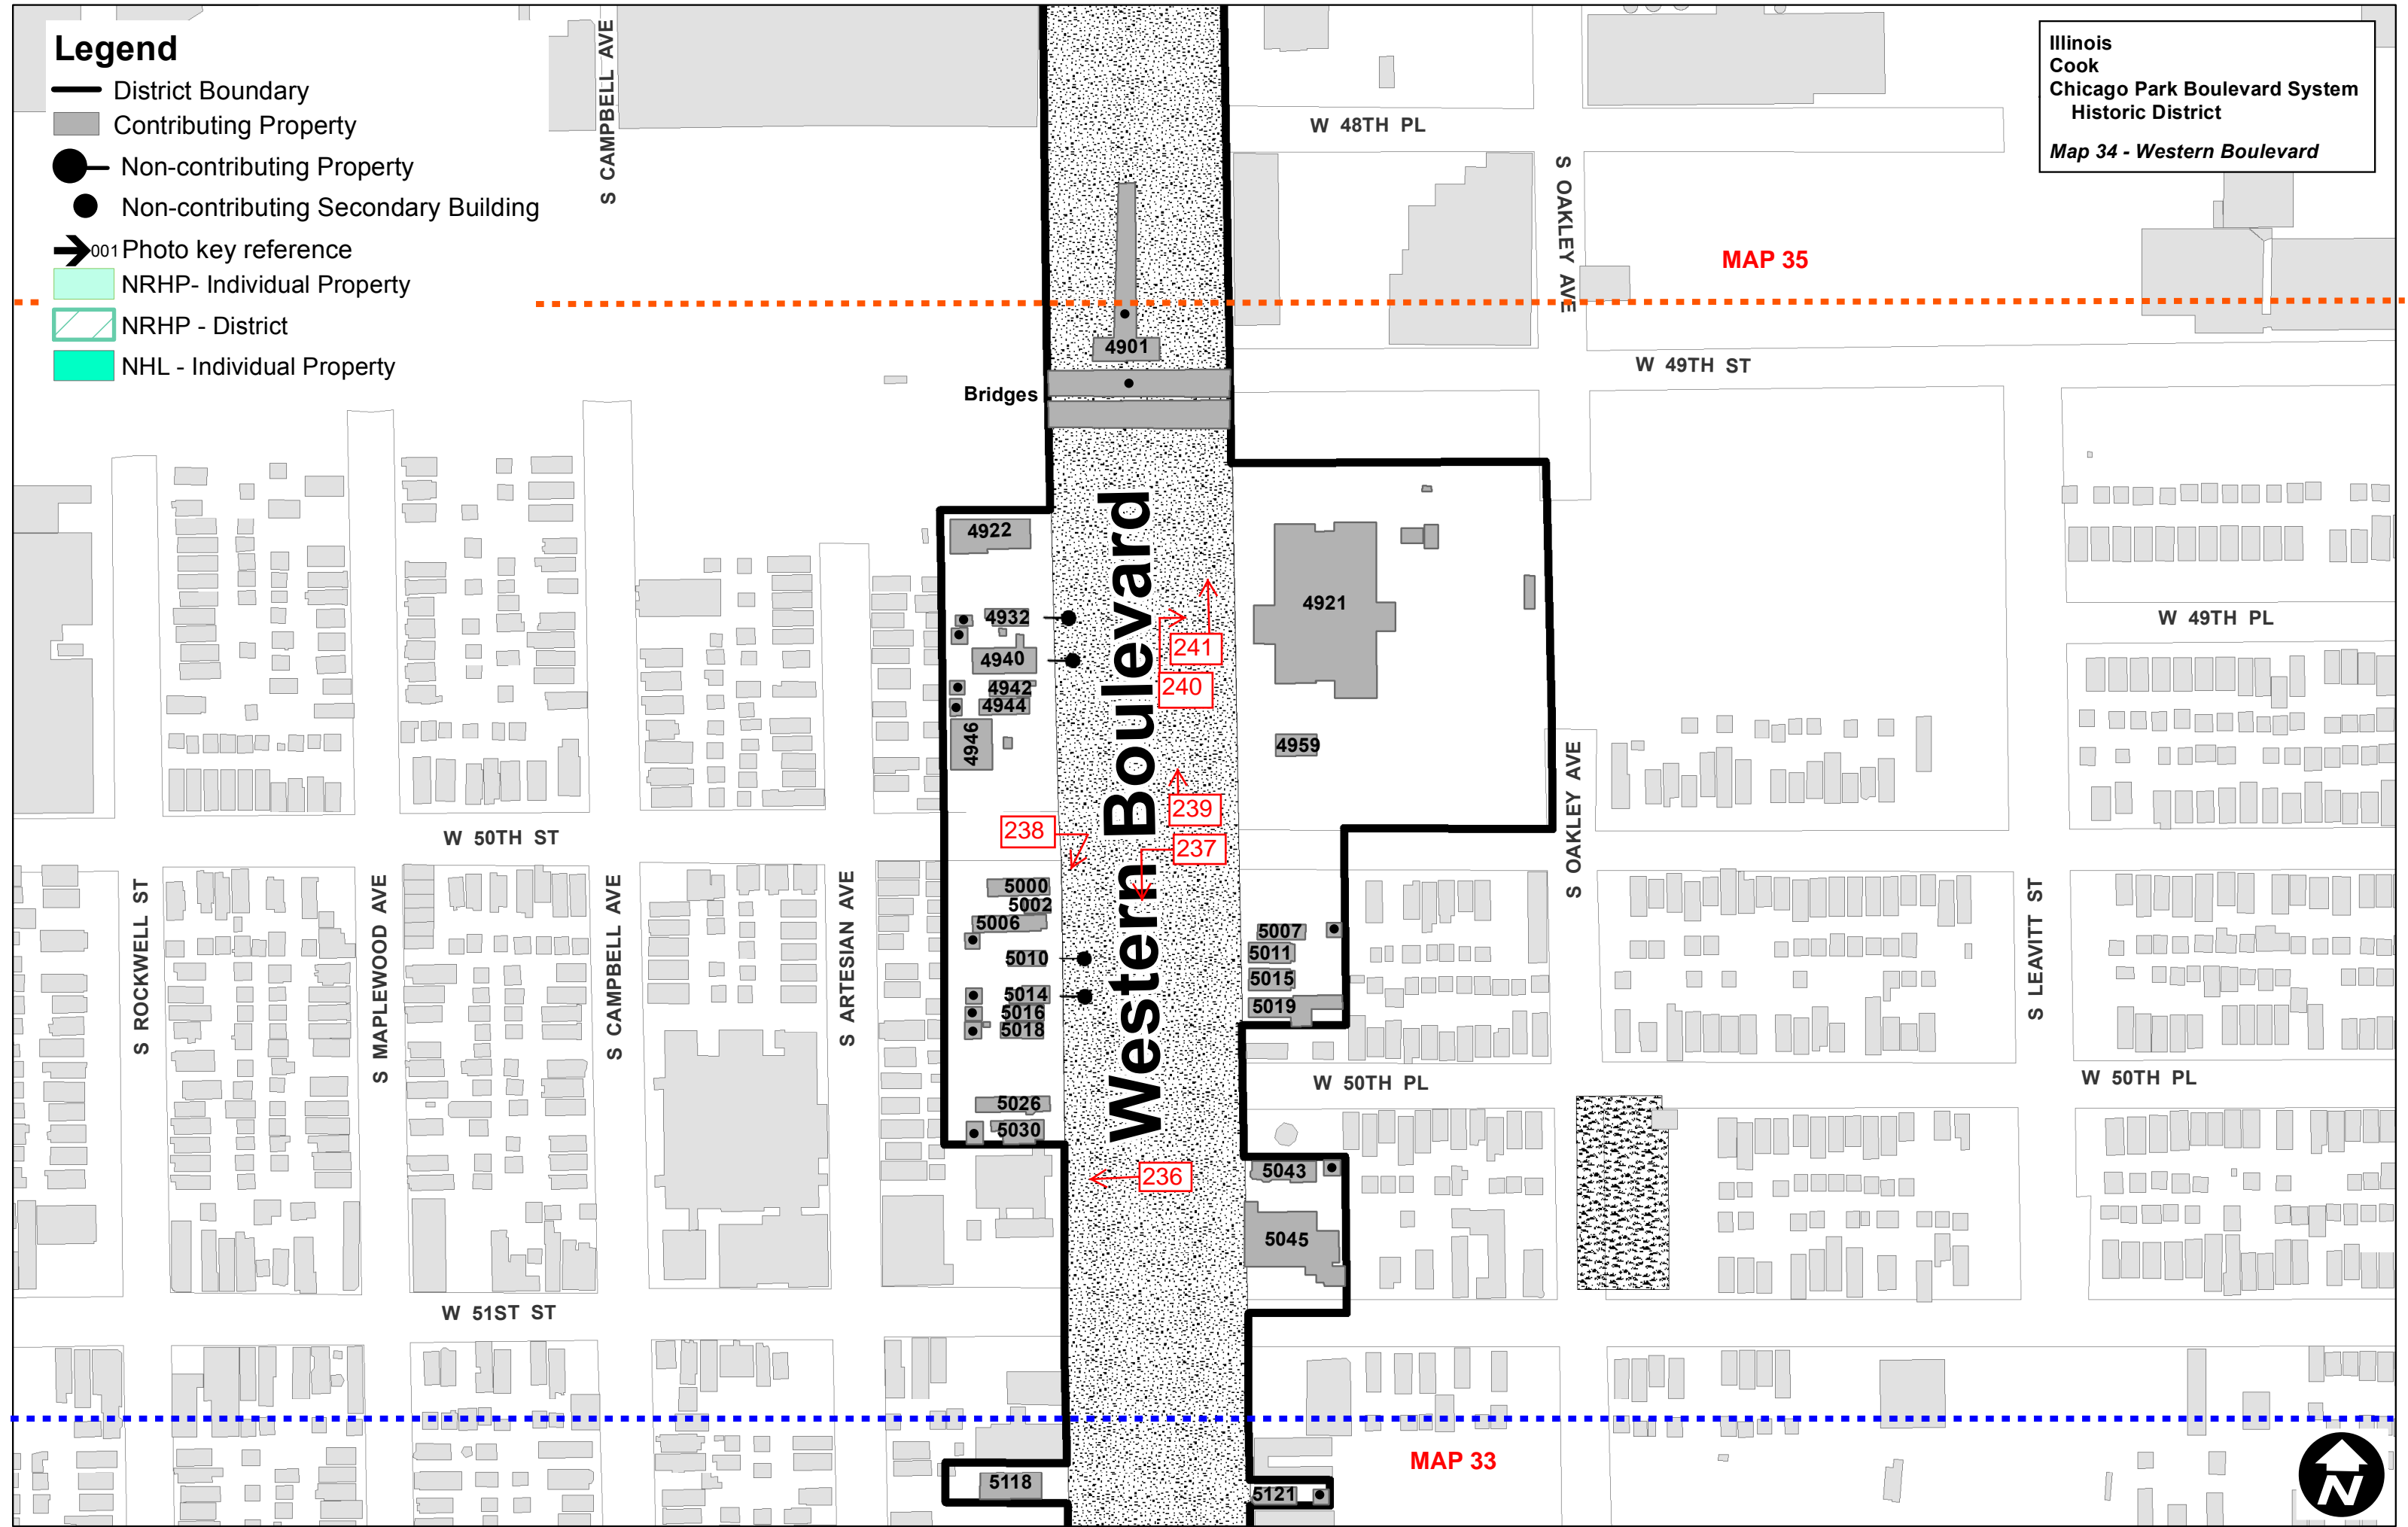 Legend
District Boundary
Contributing Property
Non-contributing Property
Non-contributing Secondary Building
001 Photo key reference
NRHP- Individual Property
NRHP - District
NHL - Individual Property
Illinois
Cook
Chicago Park Boulevard System
Historic District
Map 34 - Western Boulevard
S CAMPBELL AVE
W 48TH PL
S OAKLEY AVE
MAP 35
4901
W 49TH ST
Bridges
Western Boulevard
4922
4921
4932
241
W 49TH PL
4940
240
4942
4944
4946
4959
239
238
237
W 50TH ST
S OAKLEY AVE
S ROCKWELL ST
S MAPLEWOOD AVE
S CAMPBELL AVE
S ARTESIAN AVE
S LEAVITT ST
5000
5002
5006
5007
5010
5011
5014
5015
5016
5019
5018
W 50TH PL
W 50TH PL
5026
5030
5043
236
5045
W 51ST ST
MAP 33
5118
5121
N